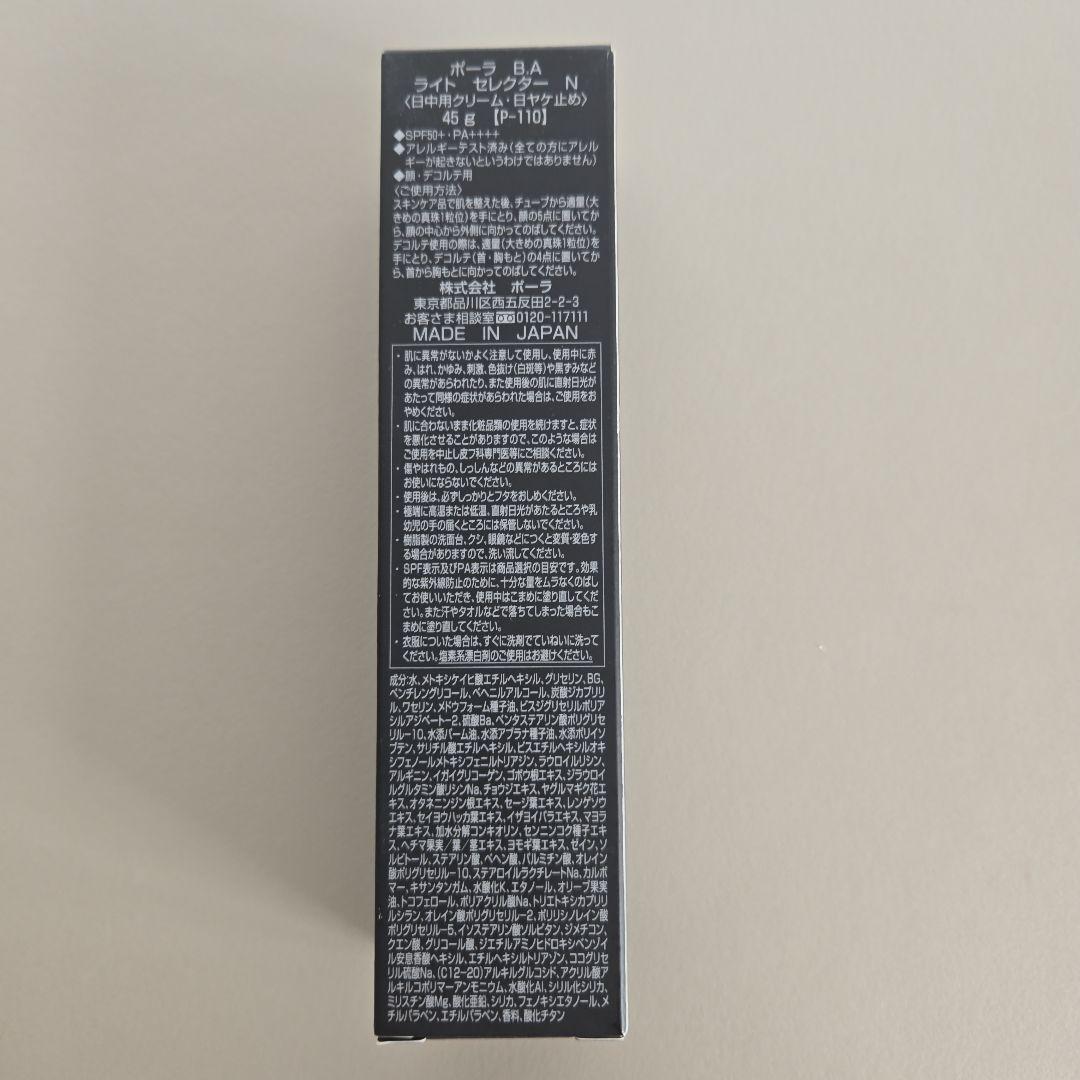 ポーラ B.A
ライト セレクター N
〈日中用クリーム・日ヤケ止め〉
45g 【P-110】
◆SPF50+・PA++++
◆アレルギーテスト済み(全ての方にアレル
ギーが起きないというわけではありません)
◆顔・デコルテ用
〈ご使用方法〉
スキンケア品で肌を整えた後、チューブから適量(大
きめの真珠1粒位)を手にとり、顔の5点に置いてか
ら、顔の中心から外側に向かってのばしてください。
デコルテ使用の際は、適量(大きめの真珠1粒位)を
手にとり、デコルテ(首・胸もと)の4点に置いてか
ら、首から胸もとに向かってのばしてください。
株式会社 ポーラ
東京都品川区西五反田2-2-3
お客さま相談室0120-117111
MADE IN JAPAN
・肌に異常がないかよく注意して使用し、使用中に赤
み、はれ、かゆみ、刺激、色抜け(白斑等)や黒ずみなど
の異常があらわれたり、また使用後の肌に直射日光が
あたって同様の症状があらわれた場合は、ご使用をお
やめください。
・肌に合わないまま化粧品類の使用を続けますと、症状
を悪化させることがありますので、このような場合は
ご使用を中止し皮フ科専門医等にご相談ください。
・傷やはれもの、しっしんなどの異常があるところには
お使いにならないでください。
・使用後は、必ずしっかりとフタをおしめください。
・極端に高温または低温、直射日光があたるところや乳
幼児の手の届くところには保管しないでください。
・樹脂製の洗面台、クシ、眼鏡などにつくと変質・変色す
る場合がありますので、洗い流してください。
・SPF表示及びPA表示は商品選択の目安です。効果
的な紫外線防止のために、十分な量をムラなくのばし
てお使いいただき、使用中はこまめに塗り直してくだ
さい。また汗やタオルなどで落ちてしまった場合もこ
まめに塗り直してください。
・衣服についた場合は、すぐに洗剤でていねいに洗って
ください。塩素系漂白剤のご使用はお避けください。
成分:水、メトキシケイヒ酸エチルヘキシル、グリセリン、BG、
ペンチレングリコール、ベヘニルアルコール、炭酸ジカプリリ
ル、ワセリン、メドウフォーム種子油、ビスジグリセリルポリア
シルアジペート-2、硫酸Ba、ペンタステアリン酸ポリグリセ
リル-10、水添パーム油、水添アブラナ種子油、水添ポリイソ
ブテン、サリチル酸エチルヘキシル、ビスエチルヘキシルオキ
シフェノールメトキシフェニルトリアジン、ラウロイルリシン、
アルギニン、イガイグリコーゲン、ゴボウ根エキス、ジラウロイ
ルグルタミン酸リシンNa、チョウジエキス、ヤグルマギク花エ
キス、オタネニンジン根エキス、セージ葉エキス、レンゲソウ
エキス、セイヨウハッカ葉エキス、イザヨイバラエキス、マヨラ
ナ葉エキス、加水分解コンキオリン、センニンコク種子エキ
ス、ヘチマ果実/葉/茎エキス、ヨモギ葉エキス、ゼイン、ソ
ルビトール、ステアリン酸、ベヘン酸、パルミチン酸、オレイン
酸ポリグリセリル-10、ステアロイルラクチレートNa、カルボ
マー、キサンタンガム、水酸化K、エタノール、オリーブ果実
油、トコフェロール、ポリアクリル酸Na、トリエトキシカプリリ
ルシラン、オレイン酸ポリグリセリル-2、ポリリシノレイン酸
ポリグリセリル-5、イソステアリン酸ソルビタン、ジメチコン、
クエン酸、グリコール酸、ジエチルアミノヒドロキシベンゾイ
ル安息香酸ヘキシル、エチルヘキシルトリアゾン、ココグリセ
リル硫酸Na、(C12-20)アルキルグルコシド、アクリル酸ア
ルキルコポリマーアンモニウム、水酸化Al、シリル化シリカ、
ミリスチン酸Mg、酸化亜鉛、シリカ、フェノキシエタノール、メ
チルパラベン、エチルパラベン、香料、酸化チタン